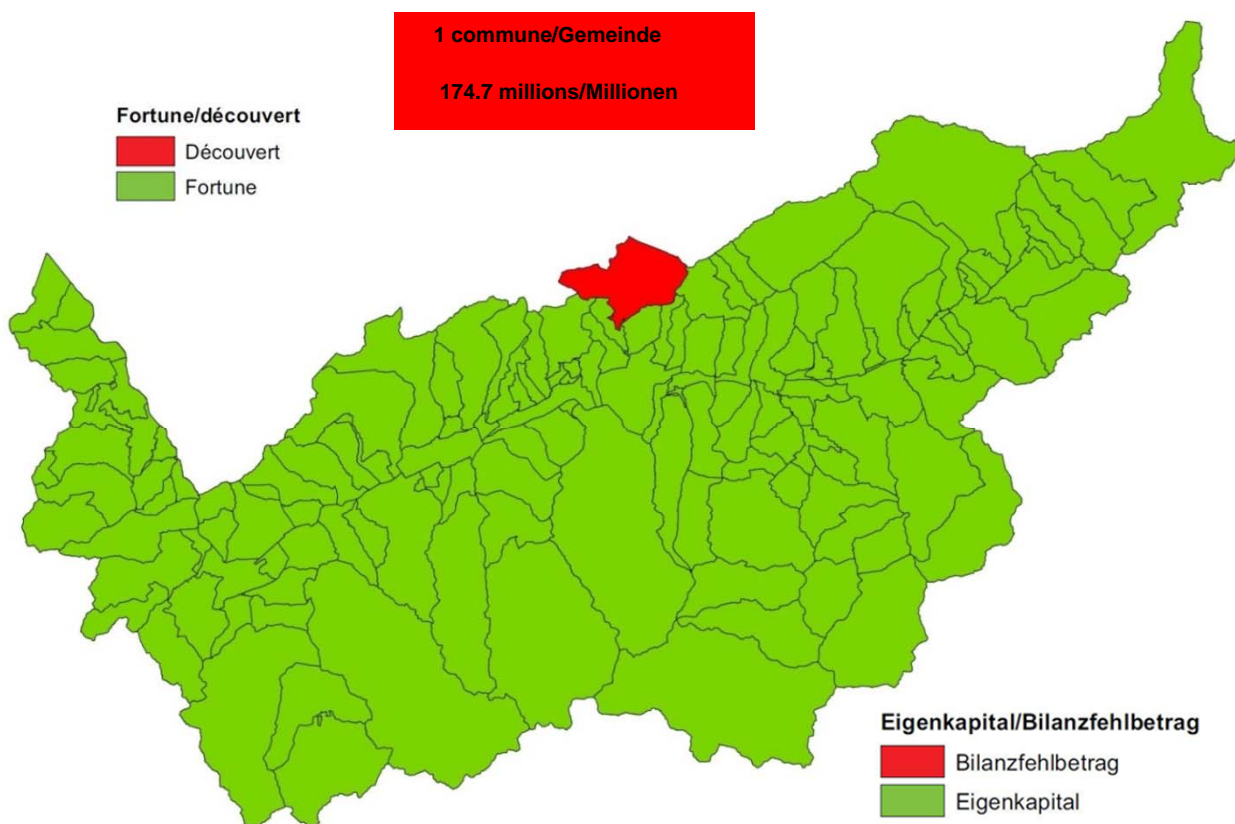 1 commune/Gemeinde
174.7 millions/Millionen
Fortune/découvert
Découvert
Fortune
Eigenkapital/Bilanzfehlbetrag
Bilanzfehlbetrag
Eigenkapital